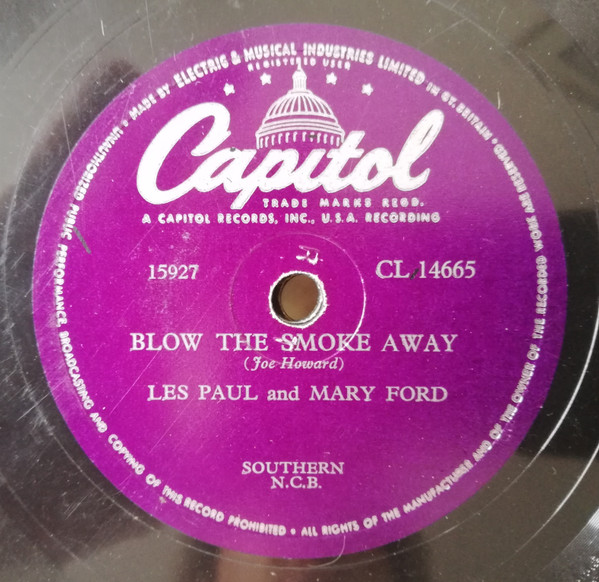 MADE BY ELECTRIC & MUSICAL INDUSTRIES LIMITED IN GT. BRITAIN • ALL RIGHTS OF THE MANUFACTURER AND OF THE OWNER OF THE RECORDED WORK ARE RESERVED • UNAUTHORIZED PUBLIC PERFORMANCE, BROADCASTING AND COPYING OF THIS RECORD PROHIBITED •
REGISTERED USER
Capitol
TRADE MARKS REGD.
A CAPITOL RECORDS, INC., U.S.A. RECORDING
15927
CL.14665
BLOW THE SMOKE AWAY
(Joe Howard)
LES PAUL and MARY FORD
SOUTHERN
N.C.B.